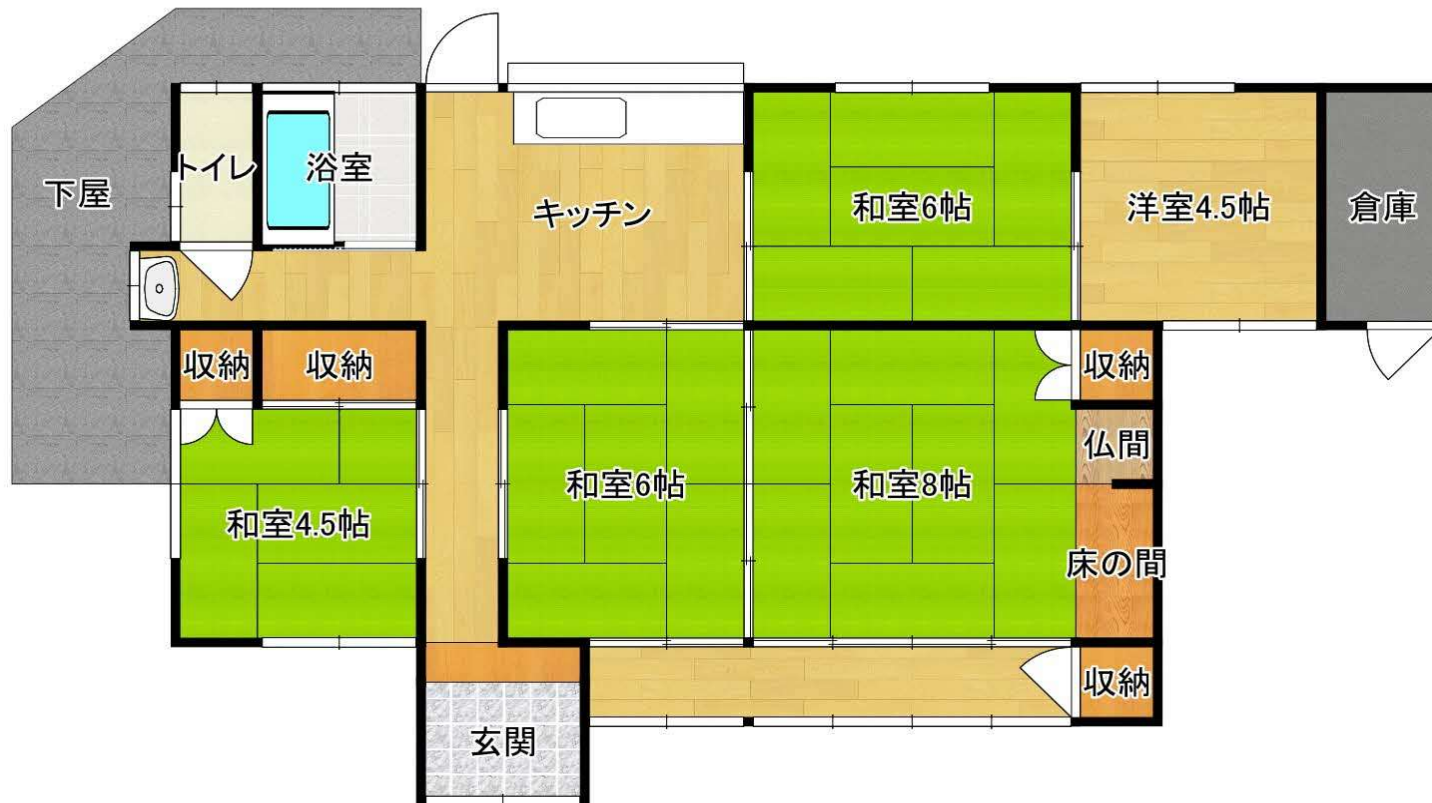 下屋
トイレ
浴室
キッチン
和室6帖
洋室4.5帖
倉庫
収納
収納
収納
仏間
和室4.5帖
和室6帖
和室8帖
床の間
収納
玄関